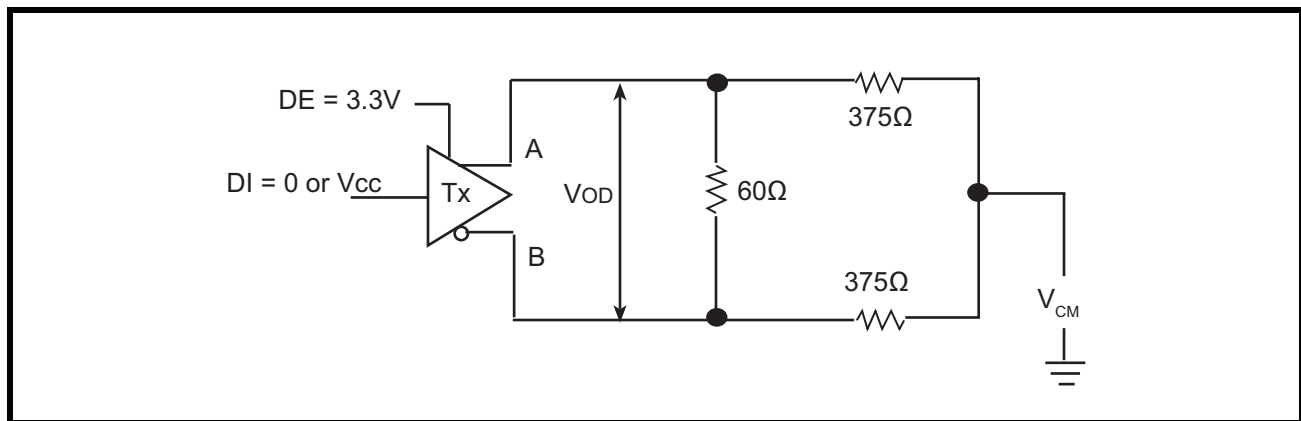 DE = 3.3V
A
375Ω
DI = 0 or Vcc
Tx
VOD
60Ω
B
375Ω
VCM